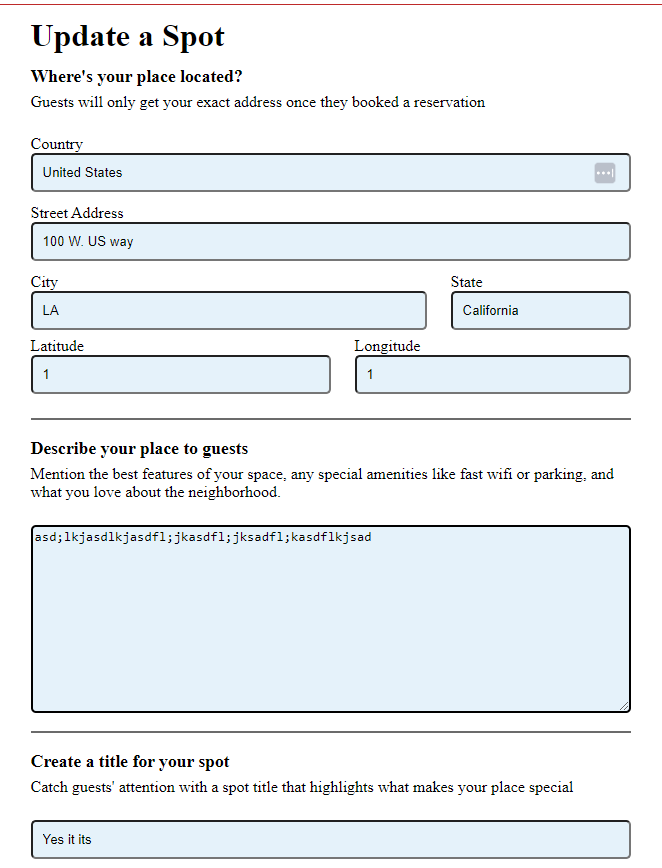 Update a Spot
Where's your place located?
Guests will only get your exact address once they booked a reservation
Country
United States
Street Address
100 W. US way
City
State
LA
California
Latitude
Longitude
1
1
Describe your place to guests
Mention the best features of your space, any special amenities like fast wifi or parking, and
what you love about the neighborhood.
asd;lkjasdlkjasdfl;jkasdfl;jksadfl;kasdflkjsad
Create a title for your spot
Catch guests' attention with a spot title that highlights what makes your place special
Yes it its